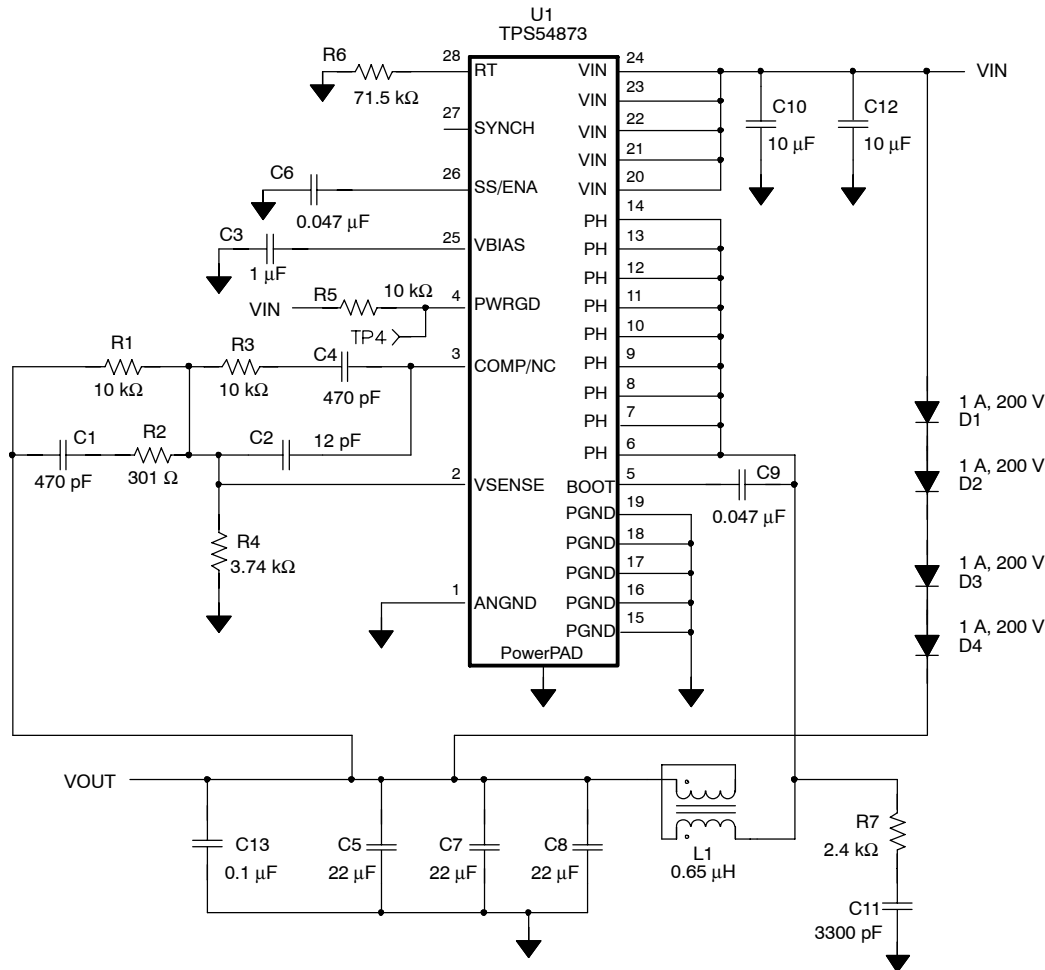 U1
TPS54873
R6
71.5 kΩ
28
RT
27
SYNCH
C6
0.047 μF
26
SS/ENA
C3
1 μF
25
VBIAS
VIN
R5
10 kΩ
4
PWRGD
TP4
R1
10 kΩ
R3
10 kΩ
C4
470 pF
3
COMP/NC
C1
470 pF
R2
301 Ω
C2
12 pF
2
VSENSE
R4
3.74 kΩ
1
ANGND
PowerPAD
VIN
24
VIN
23
VIN
22
VIN
21
VIN
20
PH
14
PH
13
PH
12
PH
11
PH
10
PH
9
PH
8
PH
7
PH
6
BOOT
5
PGND
19
PGND
18
PGND
17
PGND
16
PGND
15
VIN
C10
10 μF
C12
10 μF
C9
0.047 μF
1 A, 200 V
D1
1 A, 200 V
D2
1 A, 200 V
D3
1 A, 200 V
D4
VOUT
C13
0.1 μF
C5
22 μF
C7
22 μF
C8
22 μF
L1
0.65 μH
R7
2.4 kΩ
C11
3300 pF